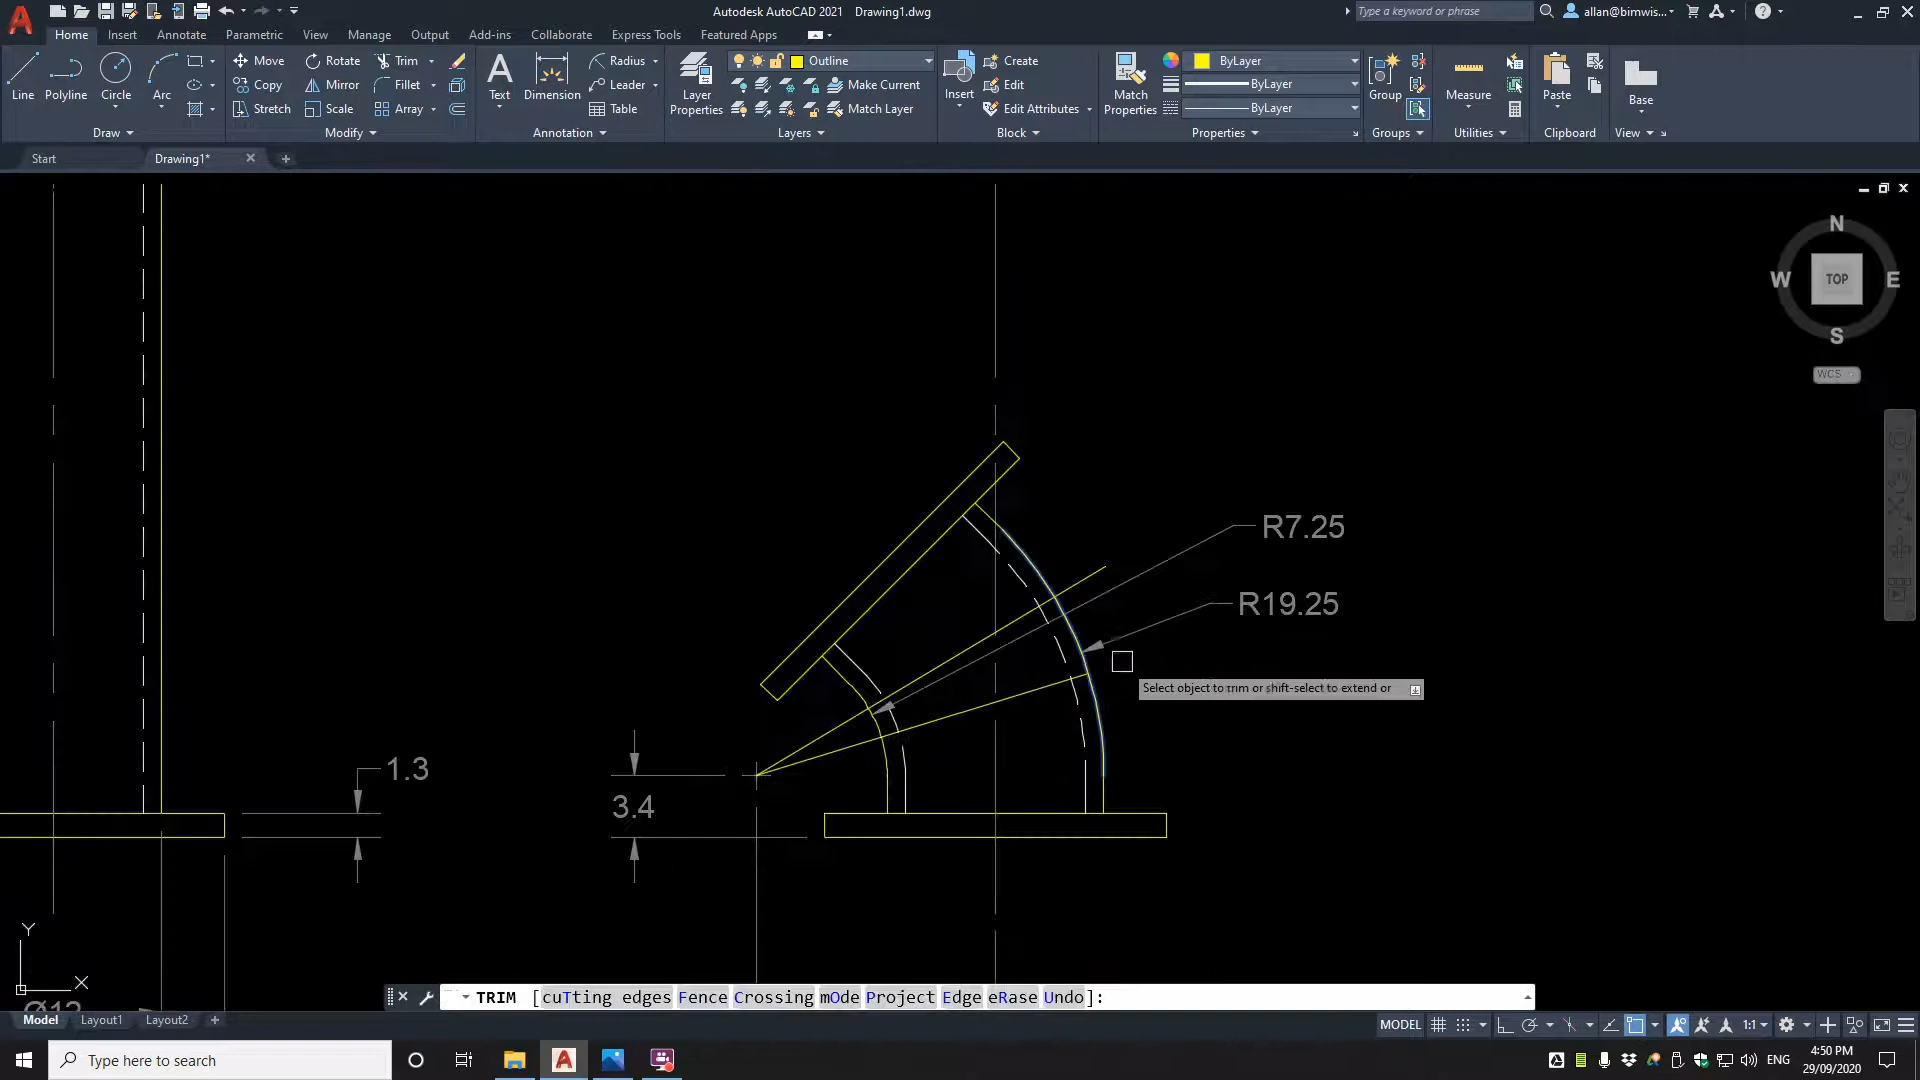 Autodesk AutoCAD 2021 Drawing1.dwg
Type a keyword or phrase
allan@bimwis...
Home Insert Annotate Parametric View Manage Output Add-ins Collaborate Express Tools Featured Apps
Line
Polyline
Circle
Arc
Move
Copy
Stretch
Rotate
Mirror
Scale
Trim
Fillet
Array
Text
Dimension
Radius
Leader
Table
Layer
Properties
Outline
Make Current
Match Layer
Insert
Create
Edit
Edit Attributes
Match
Properties
ByLayer
ByLayer
ByLayer
Group
Measure
Paste
Base
Draw Modify Annotation Layers Block Properties Groups Utilities Clipboard View
Start Drawing1*
N
W TOP E
S
WCS
R7.25
R19.25
Select object to trim or shift-select to extend or
1.3
3.4
Y
X
Ø12
TRIM [cuTting edges Fence Crossing mOde Project Edge eRase Undo]:
Model Layout1 Layout2
MODEL 1:1
Type here to search
ENG
4:50 PM
29/09/2020